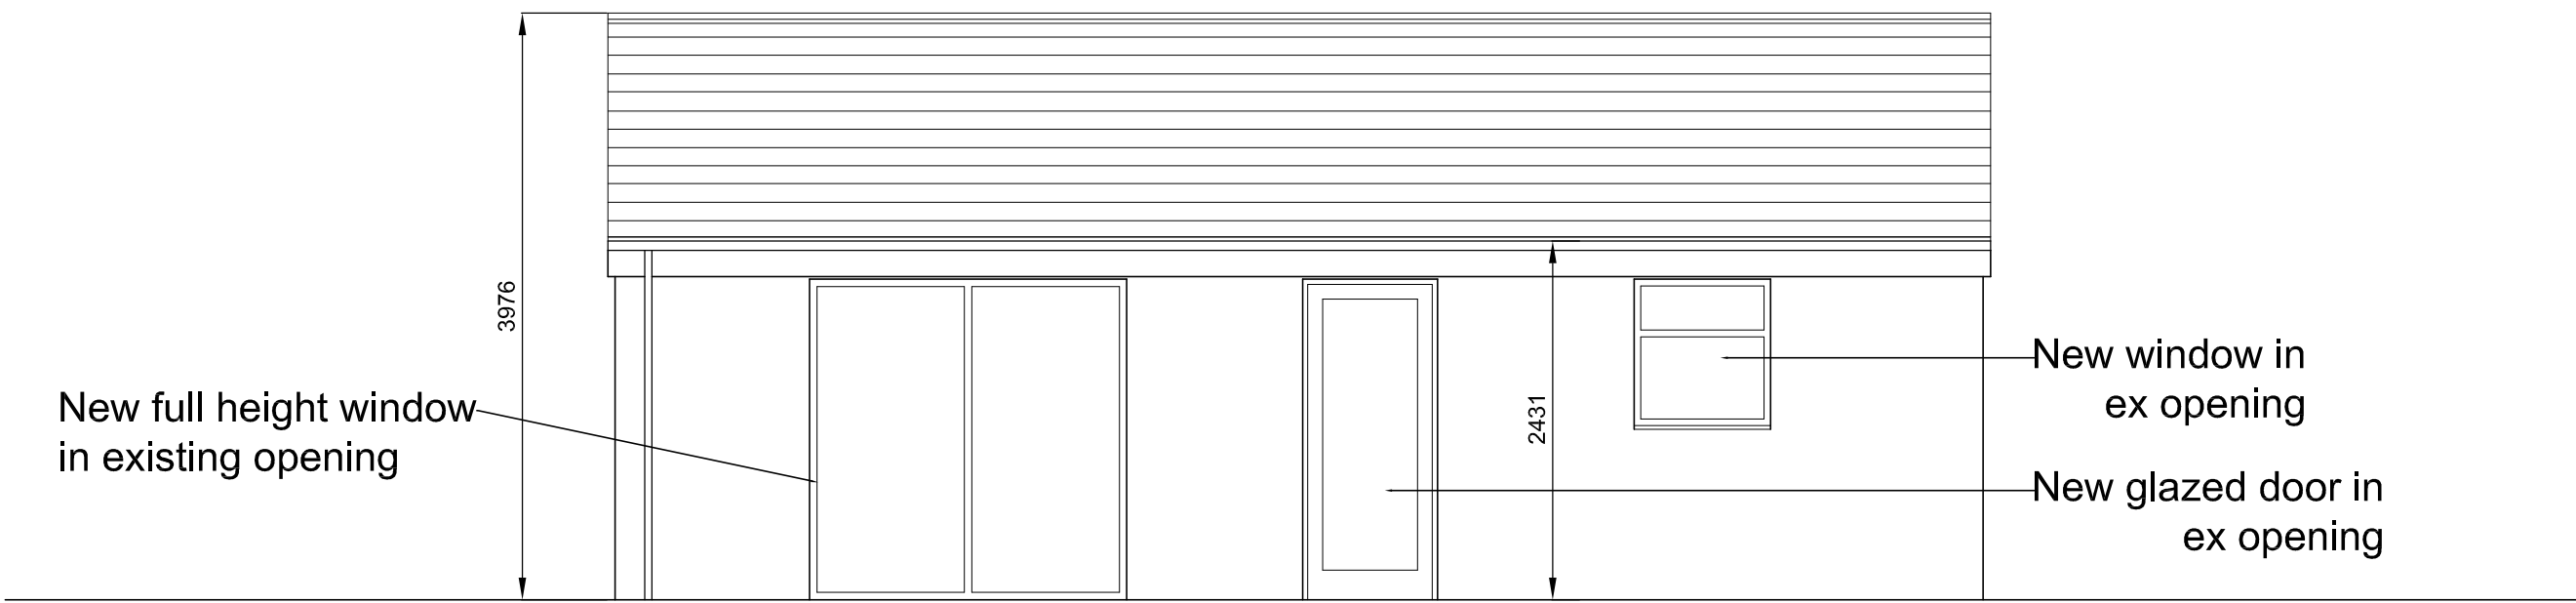 3976
New full height window
in existing opening
2431
New window in
ex opening
New glazed door in
ex opening